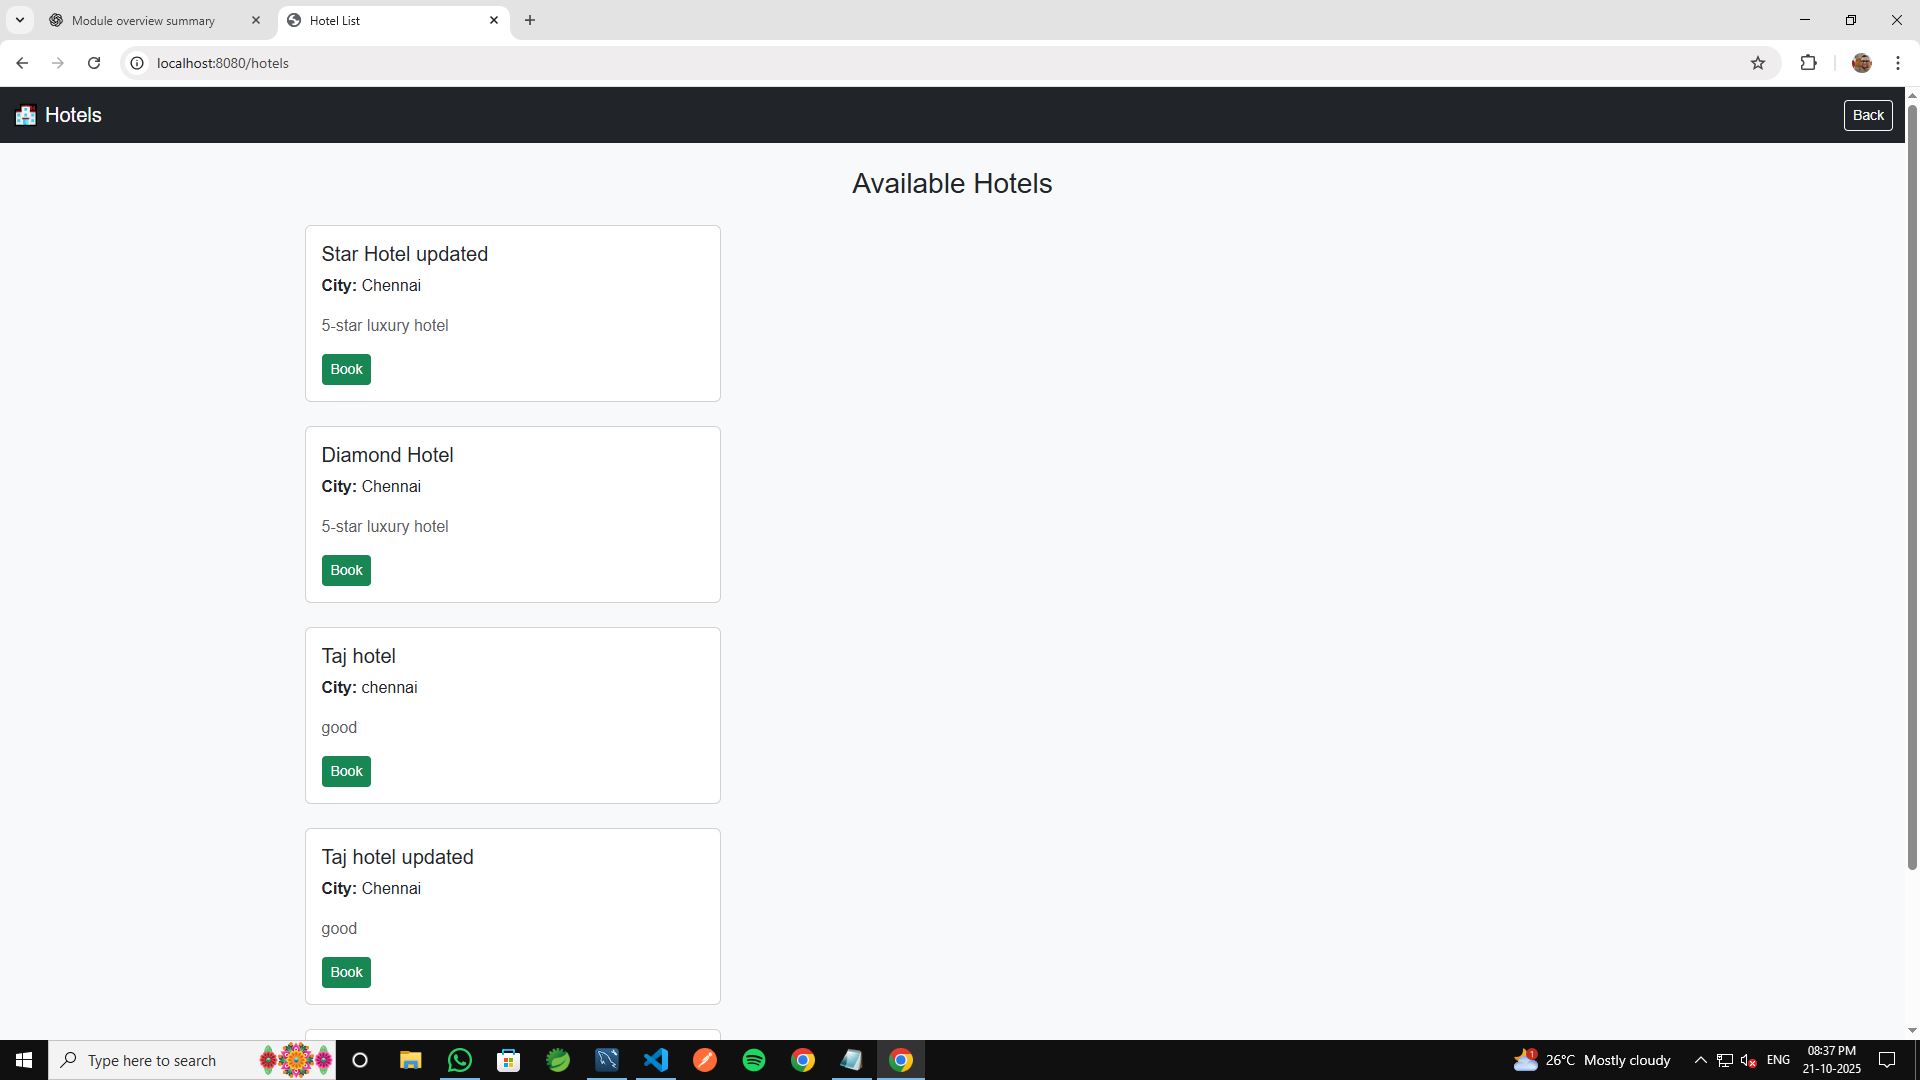 Module overview summary
Hotel List
localhost:8080/hotels
Hotels
Back
Available Hotels
Star Hotel updated
City: Chennai
5-star luxury hotel
Book
Diamond Hotel
City: Chennai
5-star luxury hotel
Book
Taj hotel
City: chennai
good
Book
Taj hotel updated
City: Chennai
good
Book
Type here to search
1
26°C Mostly cloudy
ENG
08:37 PM
21-10-2025